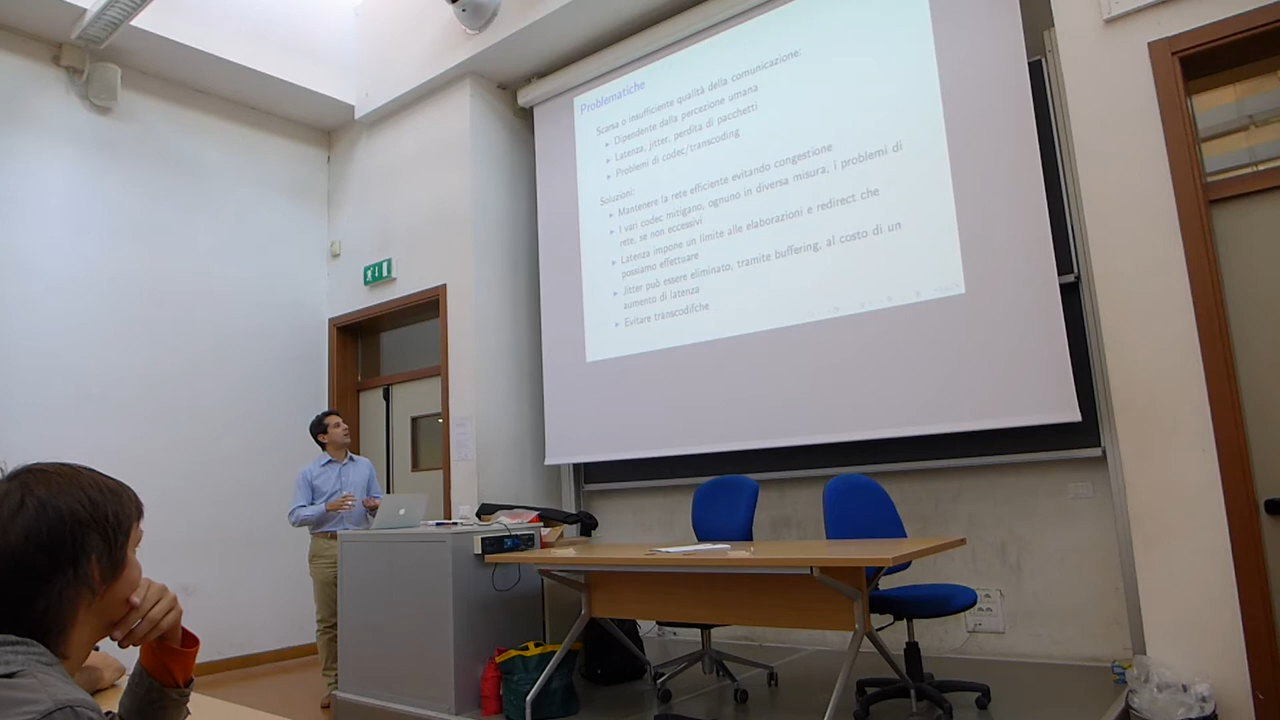 Problematiche
Scarsa o insufficiente qualità della comunicazione:
Dipendente dalla percezione umana
Latenza, jitter, perdita di pacchetti
Problemi di codec/transcoding
Soluzioni:
Mantenere la rete efficiente evitando congestione
I vari codec mitigano, ognuno in diversa misura, i problemi di
rete, se non eccessivi
Latenza impone un limite alle elaborazioni e redirect che
possiamo effettuare
Jitter può essere eliminato, tramite buffering, al costo di un
aumento di latenza
Evitare transcodifche